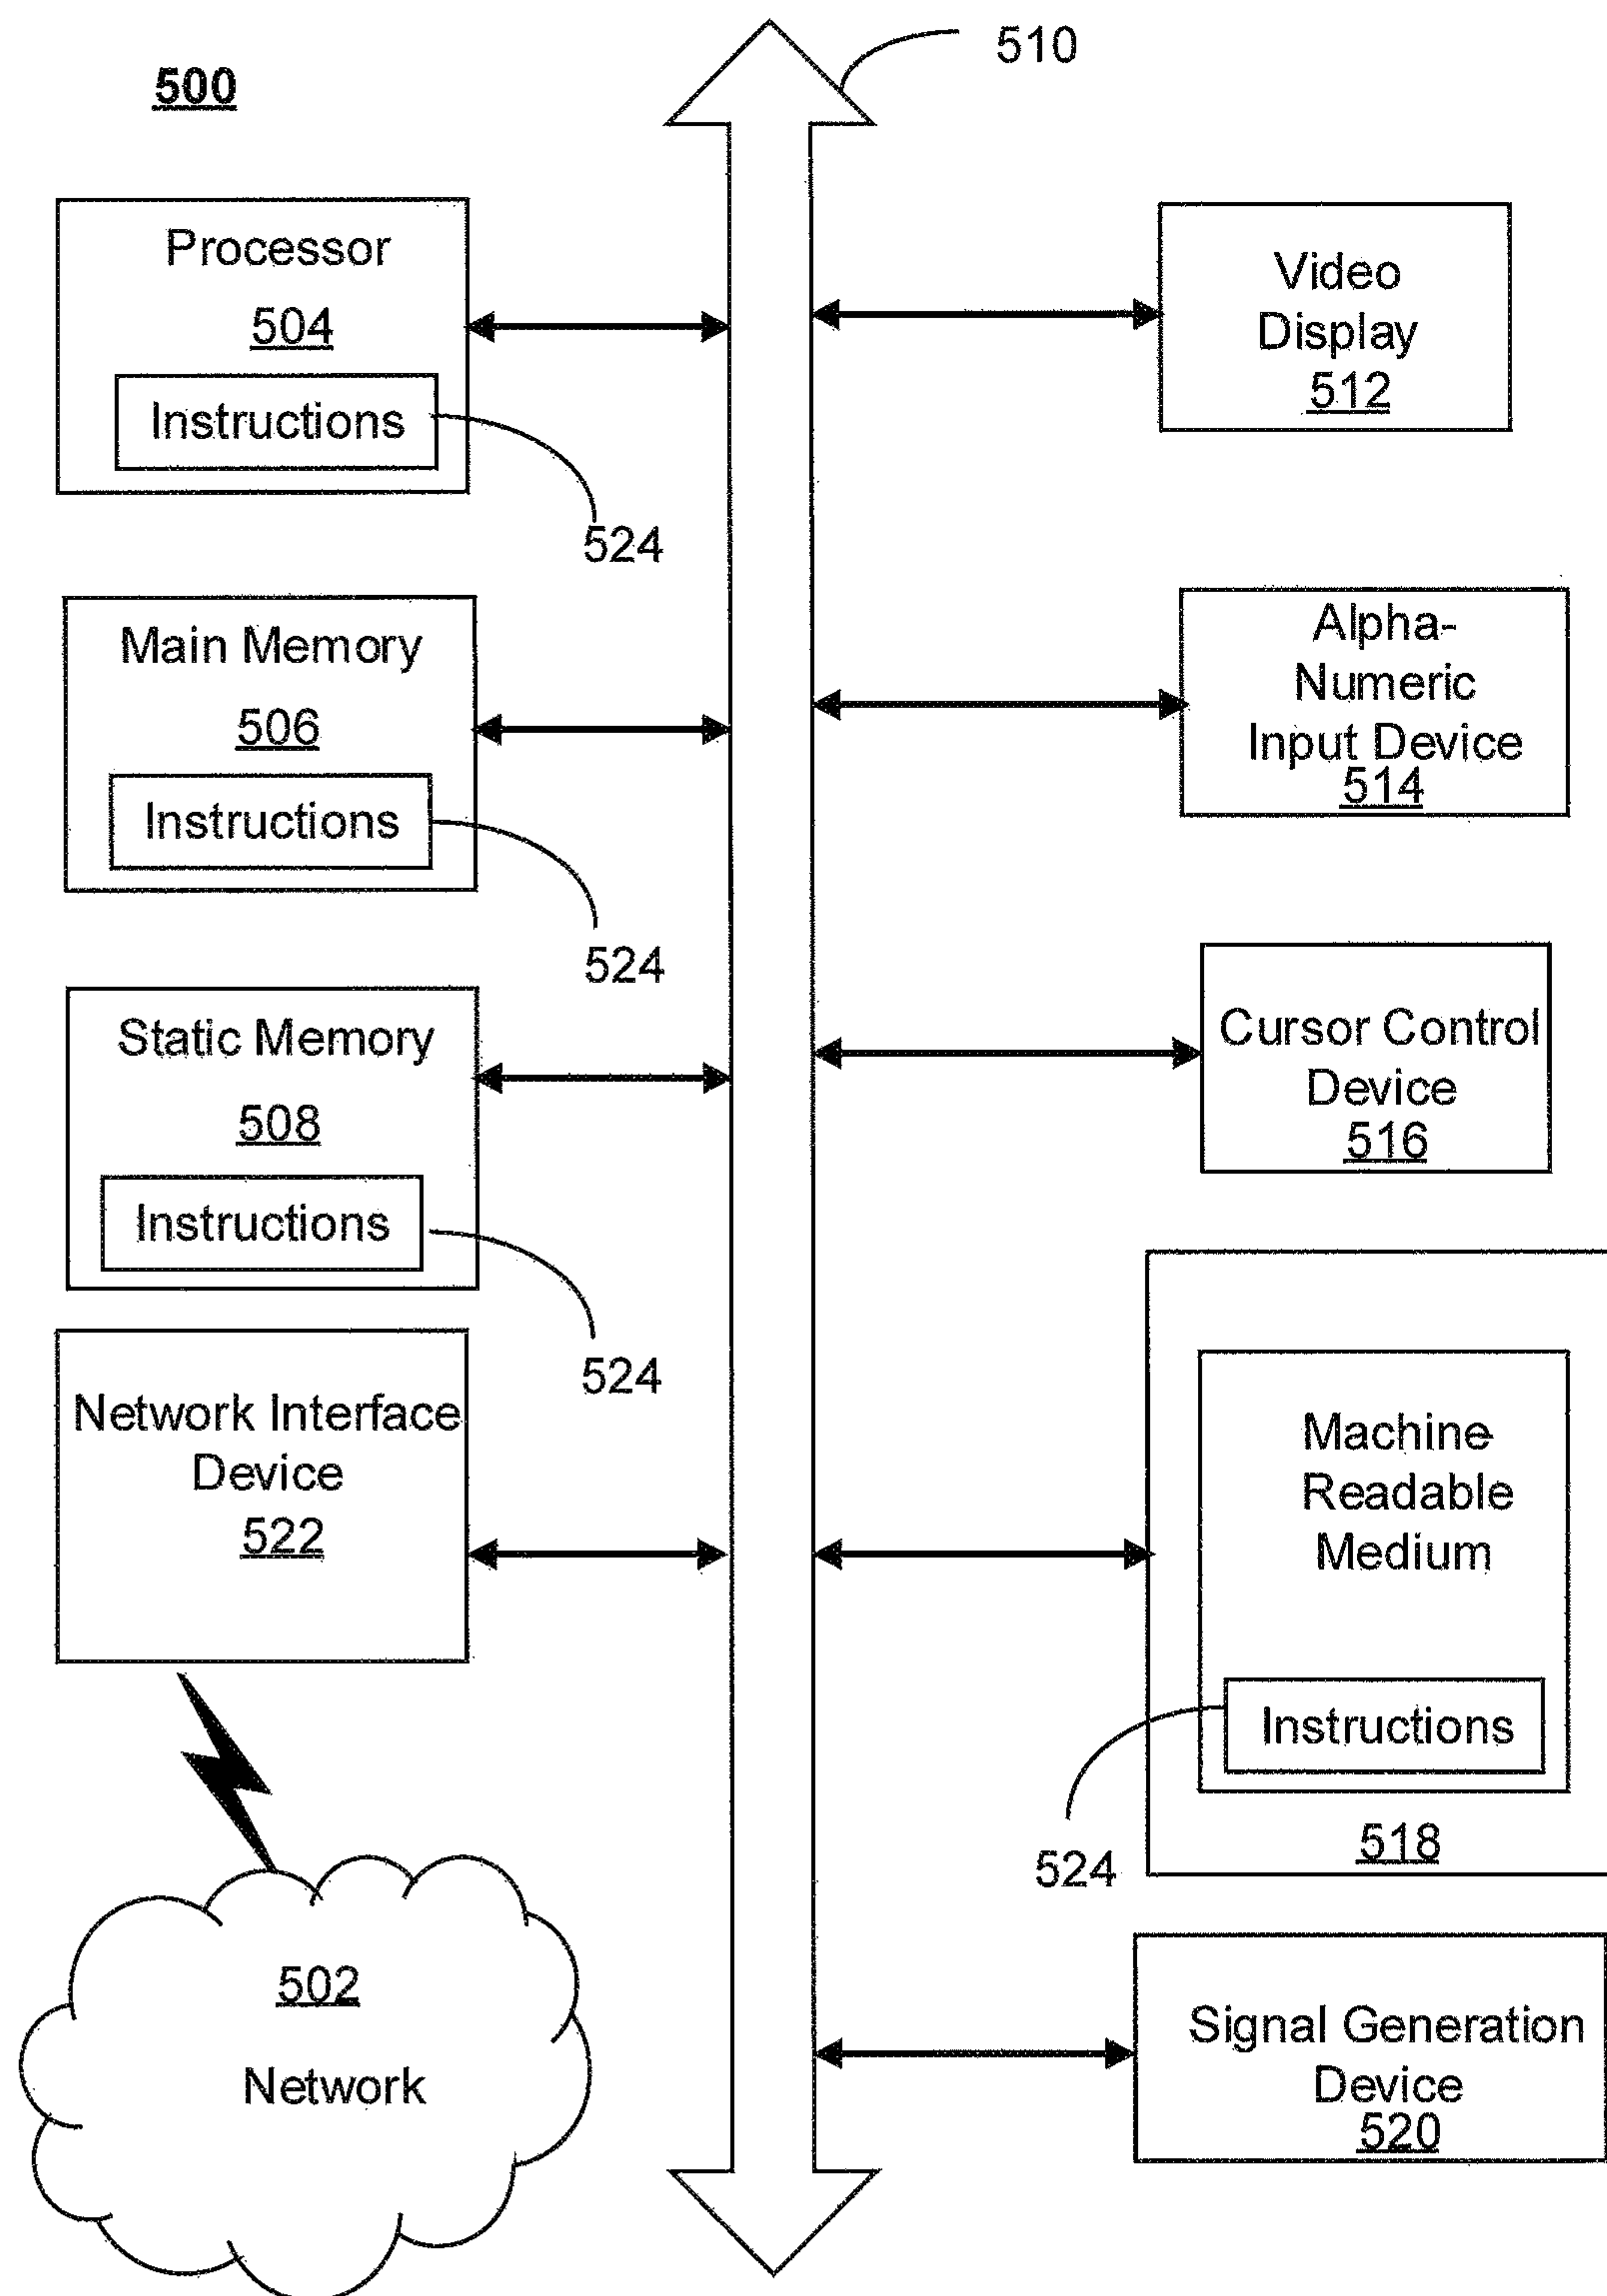 500
510
Processor
504
Instructions
524
Main Memory
506
Instructions
524
Static Memory
508
Instructions
524
Network Interface
Device
522
502
Network
Video
Display
512
Alpha-
Numeric
Input Device
514
Cursor Control
Device
516
Machine
Readable
Medium
Instructions
524
518
Signal Generation
Device
520